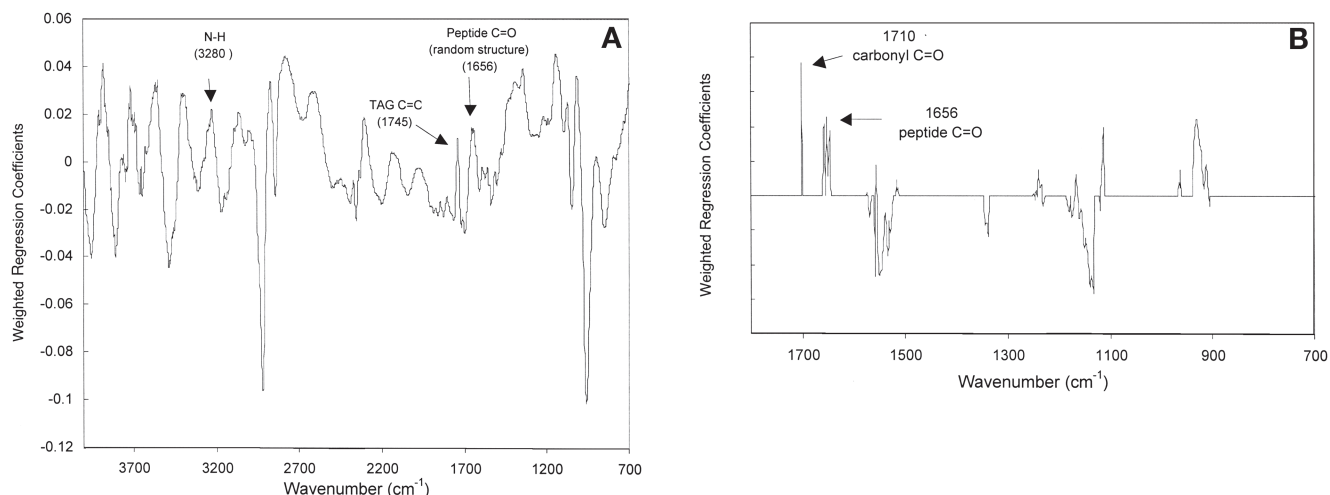 A
0.06
0.04
0.02
0
-0.02
-0.04
-0.06
-0.08
-0.1
-0.12
Weighted Regression Coefficients
N-H
(3280 )
Peptide C=O
(random structure)
(1656)
TAG C=C
(1745)
3700 3200 2700 2200 1700 1200 700
Wavenumber (cm-1)
B
1710
carbonyl C=O
1656
peptide C=O
Weighted Regression Coefficients
1700 1500 1300 1100 900 700
Wavenumber (cm-1)